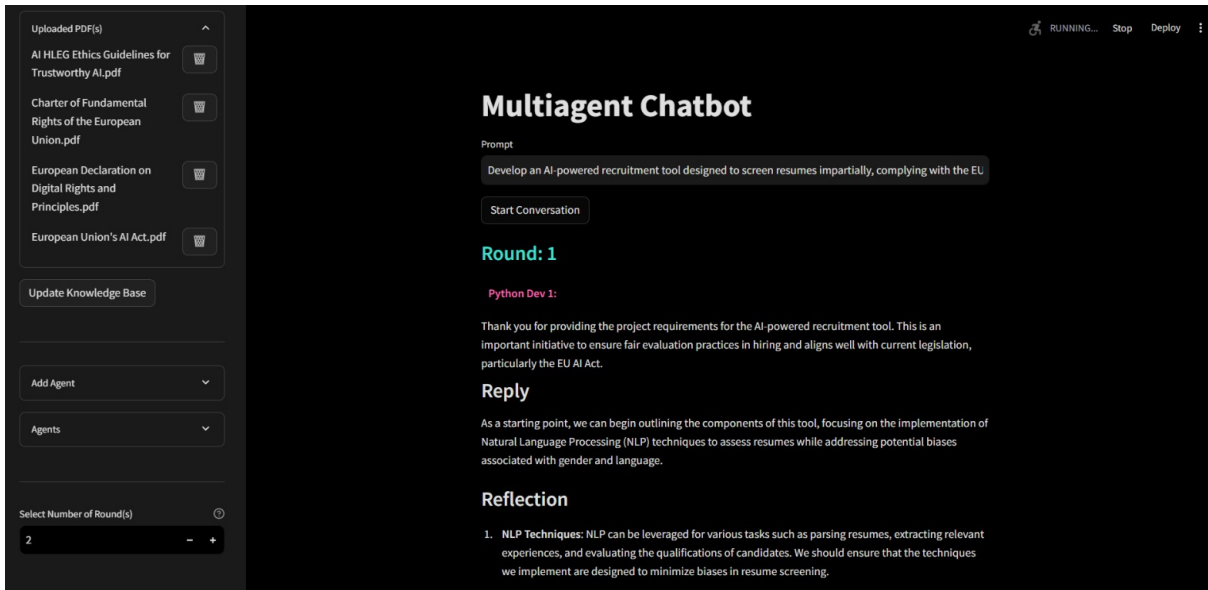 Uploaded PDF(s)
AI HLEG Ethics Guidelines for
Trustworthy AI.pdf
Charter of Fundamental
Rights of the European
Union.pdf
European Declaration on
Digital Rights and
Principles.pdf
European Union's AI Act.pdf
Update Knowledge Base
Add Agent
Agents
Select Number of Round(s)
2
RUNNING... Stop Deploy
Multiagent Chatbot
Prompt
Develop an AI-powered recruitment tool designed to screen resumes impartially, complying with the EU
Start Conversation
Round: 1
Python Dev 1:
Thank you for providing the project requirements for the AI-powered recruitment tool. This is an
important initiative to ensure fair evaluation practices in hiring and aligns well with current legislation,
particularly the EU AI Act.
Reply
As a starting point, we can begin outlining the components of this tool, focusing on the implementation of
Natural Language Processing (NLP) techniques to assess resumes while addressing potential biases
associated with gender and language.
Reflection
1. NLP Techniques: NLP can be leveraged for various tasks such as parsing resumes, extracting relevant
experiences, and evaluating the qualifications of candidates. We should ensure that the techniques
we implement are designed to minimize biases in resume screening.